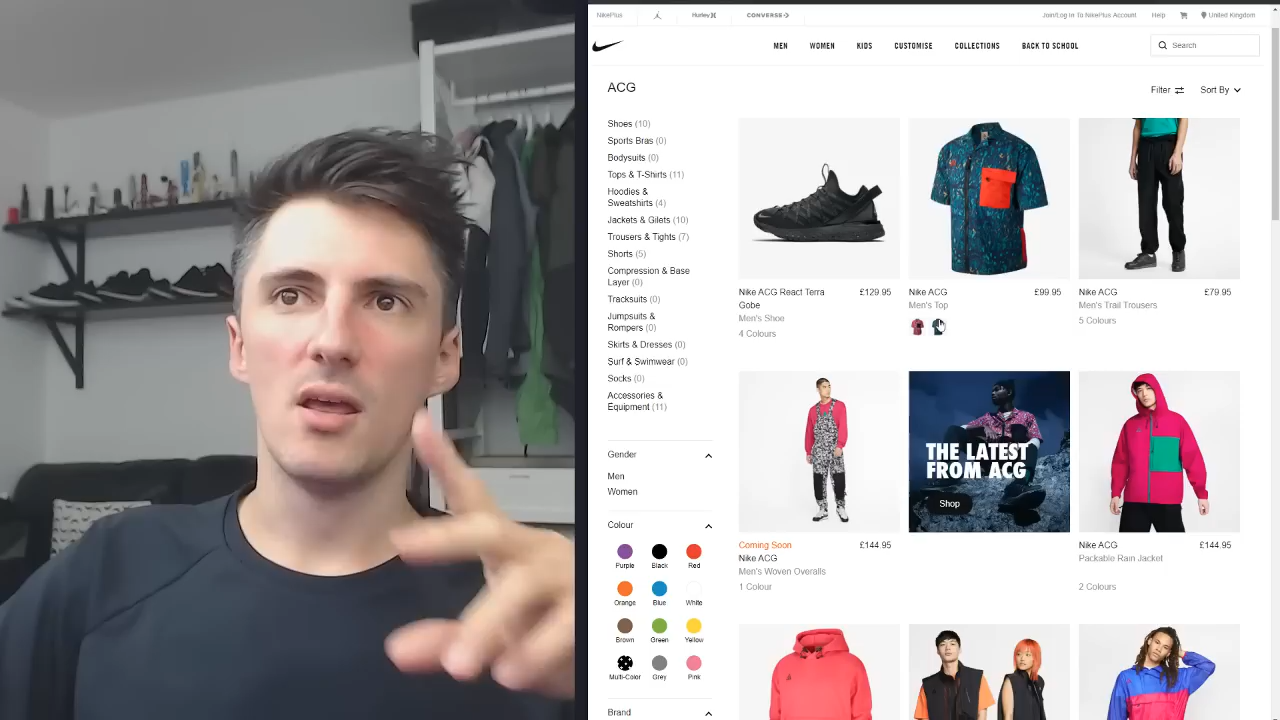 NikePlus
Hurley
CONVERSE
Join/Log In To NikePlus Account
Help
United Kingdom
MEN
WOMEN
KIDS
CUSTOMISE
COLLECTIONS
BACK TO SCHOOL
Search
ACG
Filter
Sort By
Shoes (10)
Sports Bras (0)
Bodysuits (0)
Tops & T-Shirts (11)
Hoodies &
Sweatshirts (4)
Jackets & Gilets (10)
Trousers & Tights (7)
Shorts (5)
Compression & Base
Layer (0)
Tracksuits (0)
Jumpsuits &
Rompers (0)
Skirts & Dresses (0)
Surf & Swimwear (0)
Socks (0)
Accessories &
Equipment (11)
Gender
Men
Women
Colour
Purple
Black
Red
Orange
Blue
White
Brown
Green
Yellow
Multi-Color
Grey
Pink
Brand
Nike ACG React Terra
Gobe
£129.95
Men's Shoe
4 Colours
Nike ACG
£99.95
Men's Top
Nike ACG
£79.95
Men's Trail Trousers
5 Colours
Coming Soon
£144.95
Nike ACG
Men's Woven Overalls
1 Colour
THE LATEST
FROM ACG
Shop
Nike ACG
£144.95
Packable Rain Jacket
2 Colours